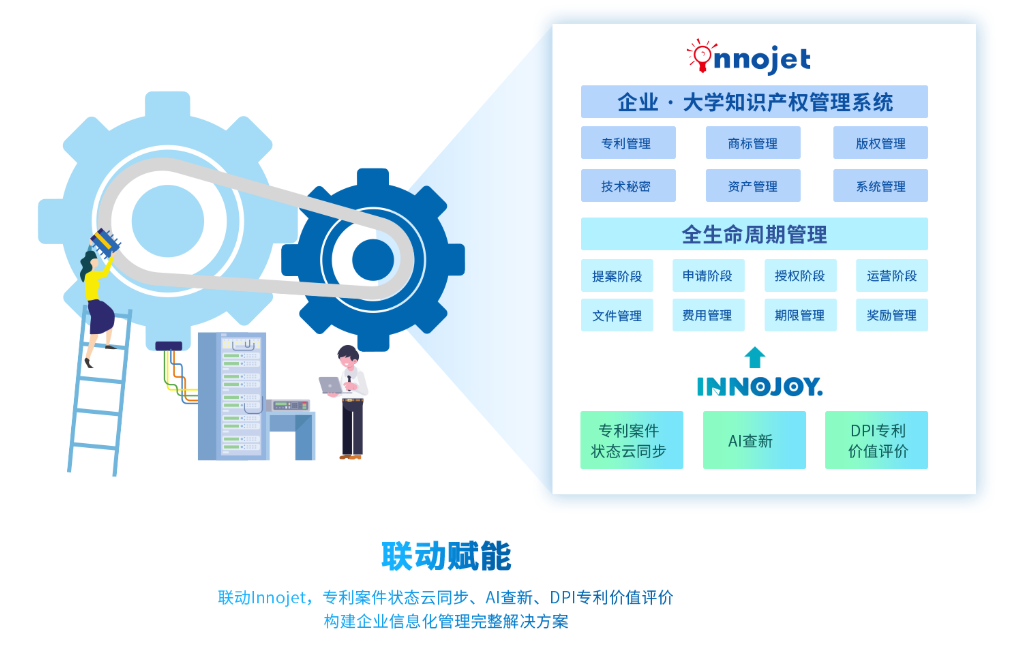 innojet
企业 · 大学知识产权管理系统
专利管理 商标管理 版权管理
技术秘密 资产管理 系统管理
全生命周期管理
提案阶段 申请阶段 授权阶段 运营阶段
文件管理 费用管理 期限管理 奖励管理
INNOJOY.
专利案件
状态云同步
AI查新
DPI专利
价值评价
联动赋能
联动Innojet，专利案件状态云同步、AI查新、DPI专利价值评价
构建企业信息化管理完整解决方案